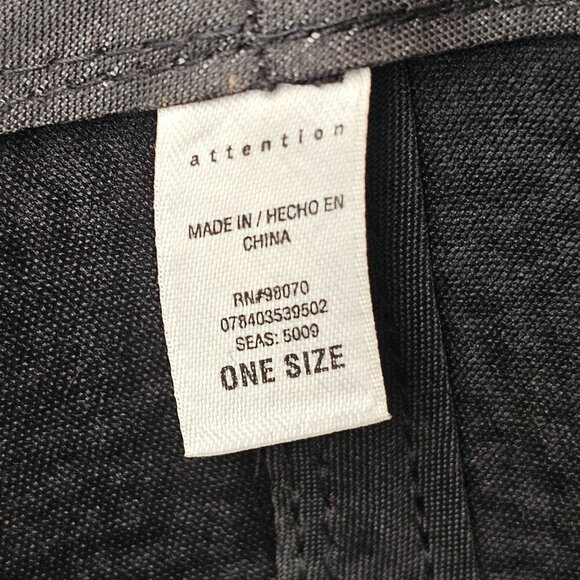 attention
MADE IN / HECHO EN
CHINA
RN#98070
078403539502
SEAS: 5009
ONE SIZE